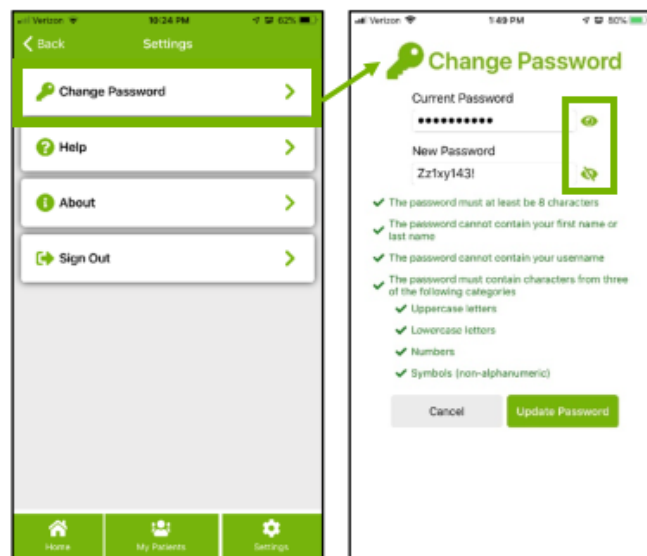 Verizon 10:24 PM 62%
Back Settings
Change Password
Help
About
Sign Out
Home My Patients Settings
Verizon 1:49 PM 50%
Change Password
Current Password
••••••••••
New Password
Zz1xy143!
The password must at least be 8 characters
The password cannot contain your first name or
last name
The password cannot contain your username
The password must contain characters from three
of the following categories
Uppercase letters
Lowercase letters
Numbers
Symbols (non-alphanumeric)
Cancel Update Password